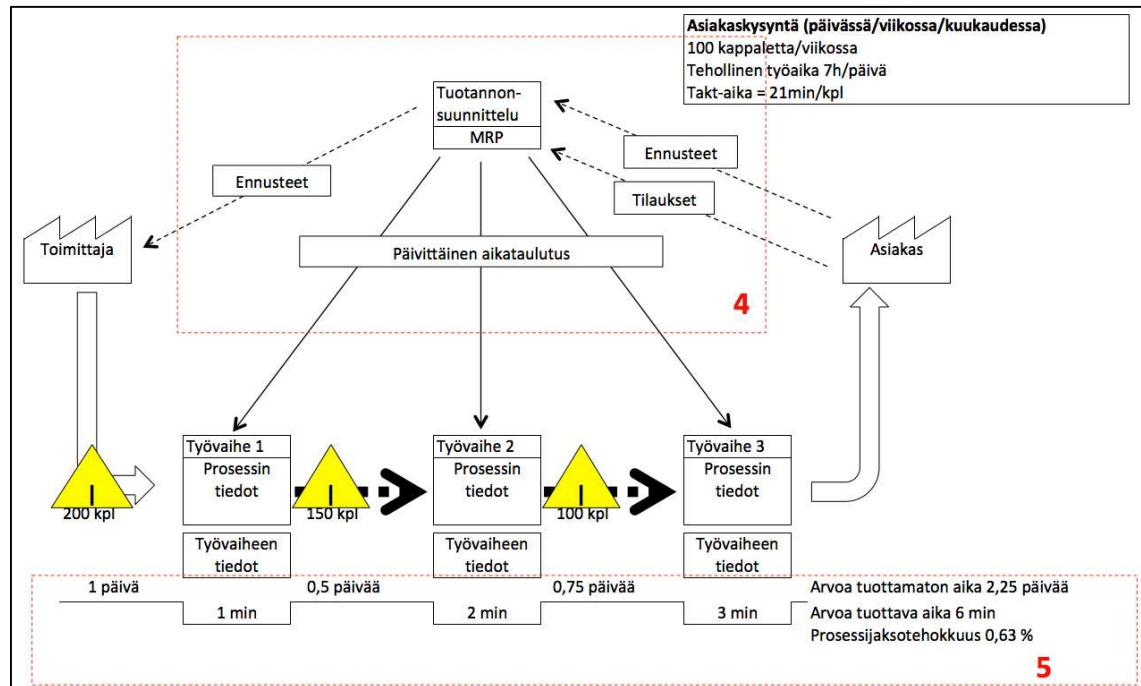 Asiakaskysyntä (päivässä/viikossa/kuukaudessa)
100 kappaletta/viikossa
Tehollinen työaika 7h/päivä
Takt-aika = 21min/kpl
Tuotannon-
suunnittelu
MRP
Ennusteet
Ennusteet
Tilaukset
Toimittaja
Asiakas
Päivittäinen aikataulutus
4
Työvaihe 1
Prosessin
tiedot
Työvaihe 2
Prosessin
tiedot
Työvaihe 3
Prosessin
tiedot
I
200 kpl
I
150 kpl
I
100 kpl
Työvaiheen
tiedot
Työvaiheen
tiedot
Työvaiheen
tiedot
1 päivä
0,5 päivää
0,75 päivää
Arvoa tuottamaton aika 2,25 päivää
1 min
2 min
3 min
Arvoa tuottava aika 6 min
Prosessijaksotehokkuus 0,63 %
5